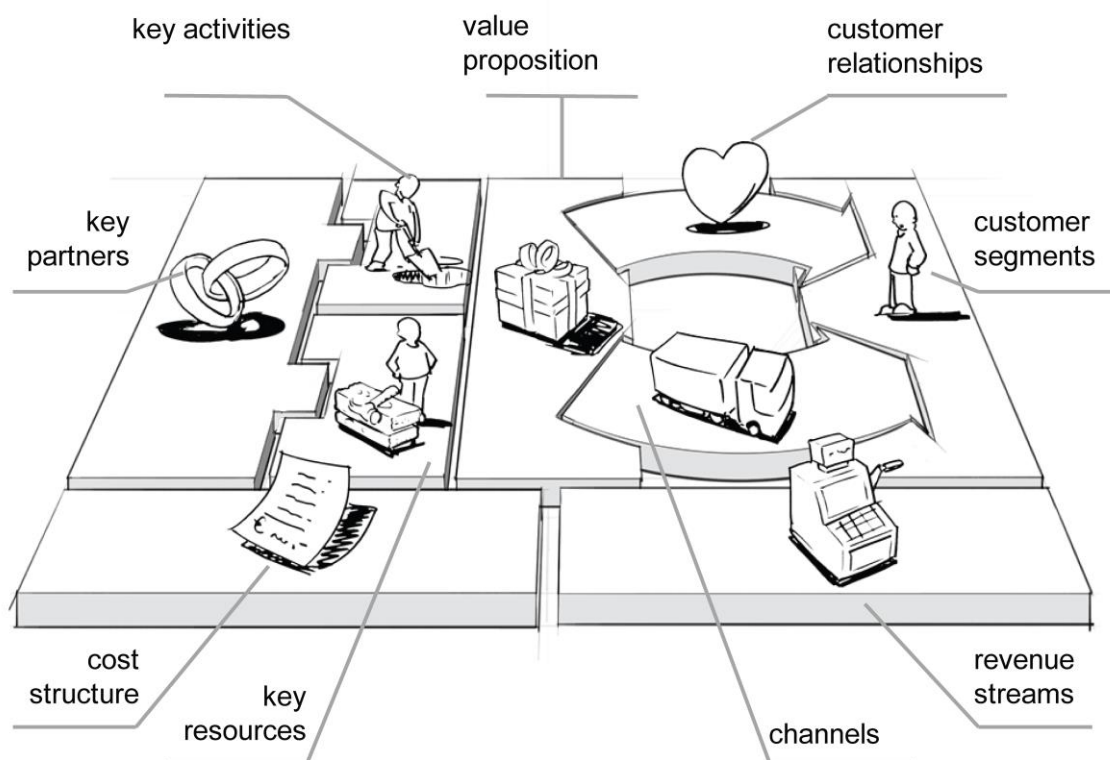 key activities
value
proposition
customer
relationships
key
partners
customer
segments
cost
structure
key
resources
channels
revenue
streams